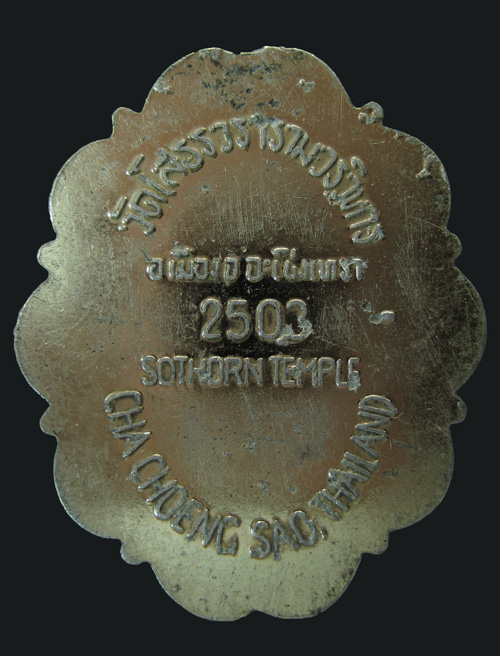 วัดโสธรวรารามวรวิหาร
อ.เมือง จ.ฉะเชิงเทรา
2503
SOTHORN TEMPLE
CHA CHOENG SAO, THAILAND